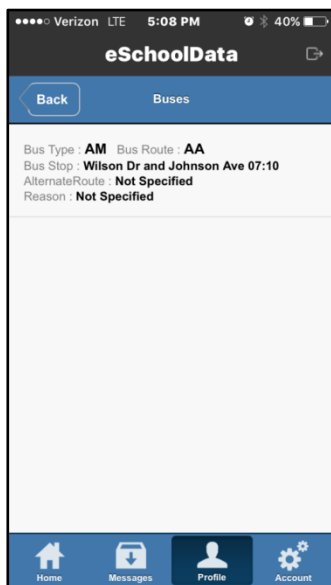 Verizon LTE 5:08 PM 40%
eSchoolData
Back Buses
Bus Type : AM Bus Route : AA
Bus Stop : Wilson Dr and Johnson Ave 07:10
AlternateRoute : Not Specified
Reason : Not Specified
Home Messages Profile Account